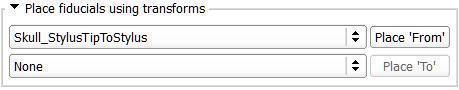 Place fiducials using transforms
Skull_StylusTipToStylus Place 'From'
None Place 'To'